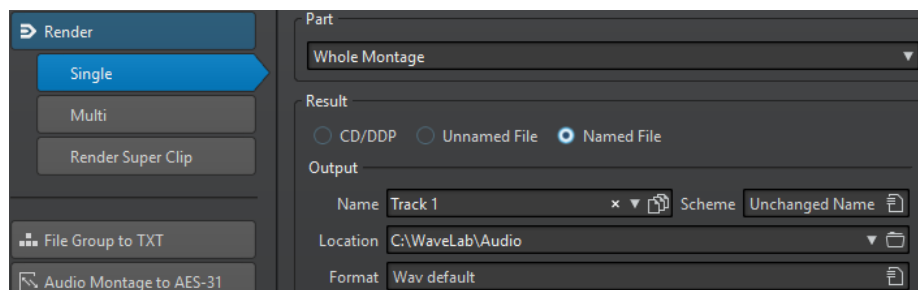 Render
Single
Multi
Render Super Clip
File Group to TXT
Audio Montage to AES-31
Part
Whole Montage
Result
CD/DDP Unnamed File Named File
Output
Name Track 1 Scheme Unchanged Name
Location C:\WaveLab\Audio
Format Wav default